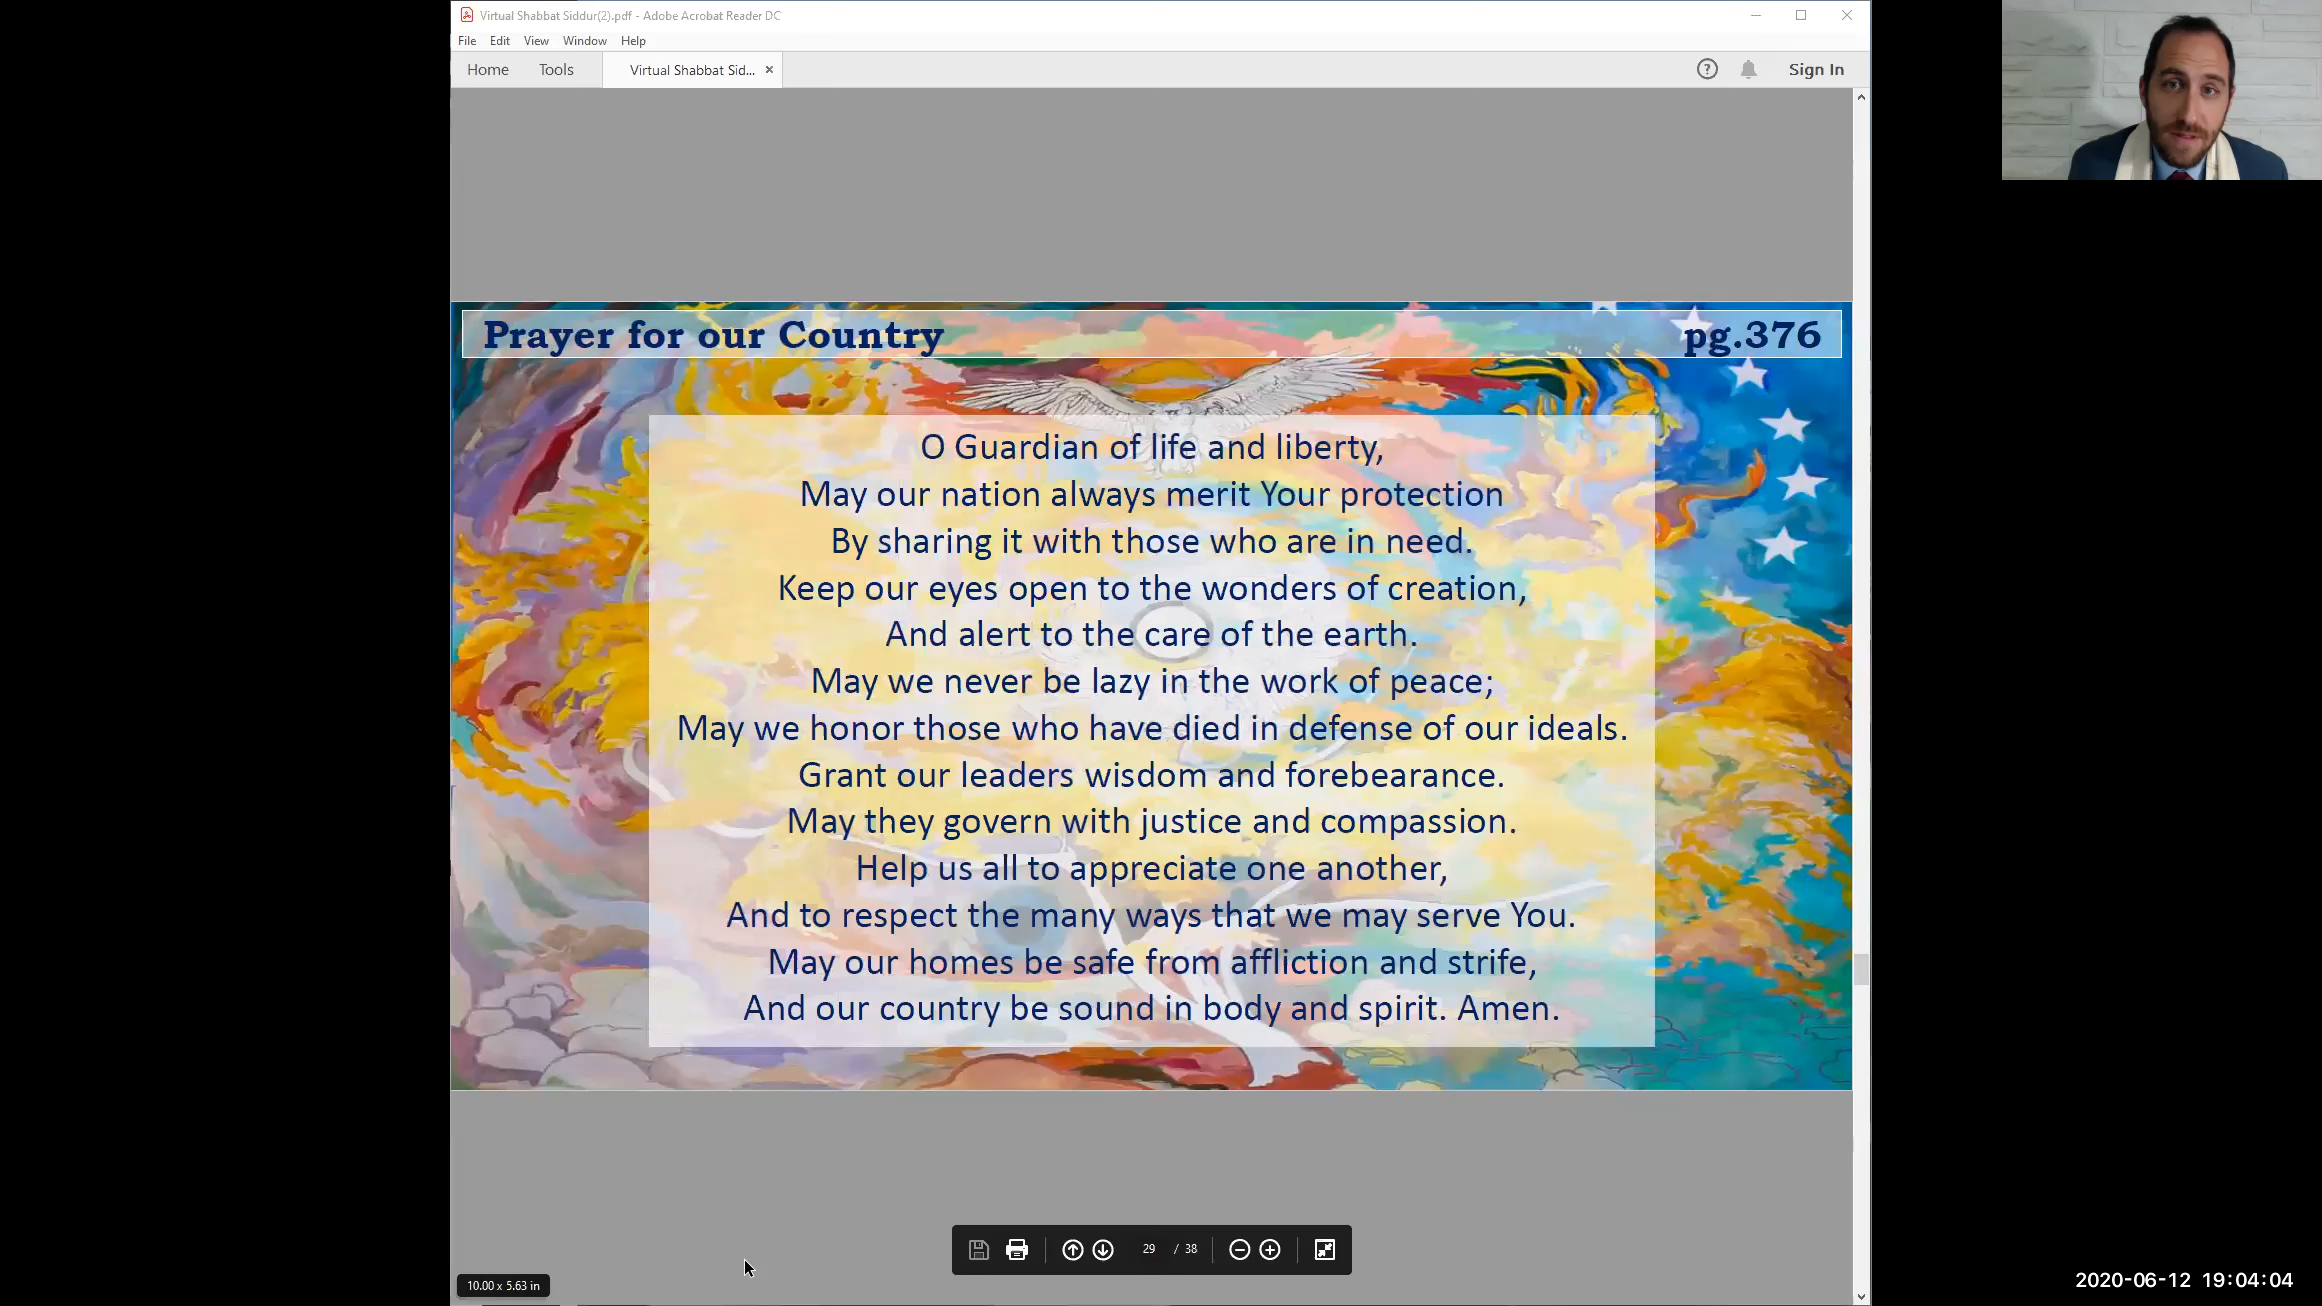 Virtual Shabbat Siddur(2).pdf - Adobe Acrobat Reader DC
File Edit View Window Help
Home Tools Virtual Shabbat Sid... × ? Sign In
Prayer for our Country pg.376
O Guardian of life and liberty,
May our nation always merit Your protection
By sharing it with those who are in need.
Keep our eyes open to the wonders of creation,
And alert to the care of the earth.
May we never be lazy in the work of peace;
May we honor those who have died in defense of our ideals.
Grant our leaders wisdom and forebearance.
May they govern with justice and compassion.
Help us all to appreciate one another,
And to respect the many ways that we may serve You.
May our homes be safe from affliction and strife,
And our country be sound in body and spirit. Amen.
29 / 38
10.00 x 5.63 in
2020-06-12 19:04:04